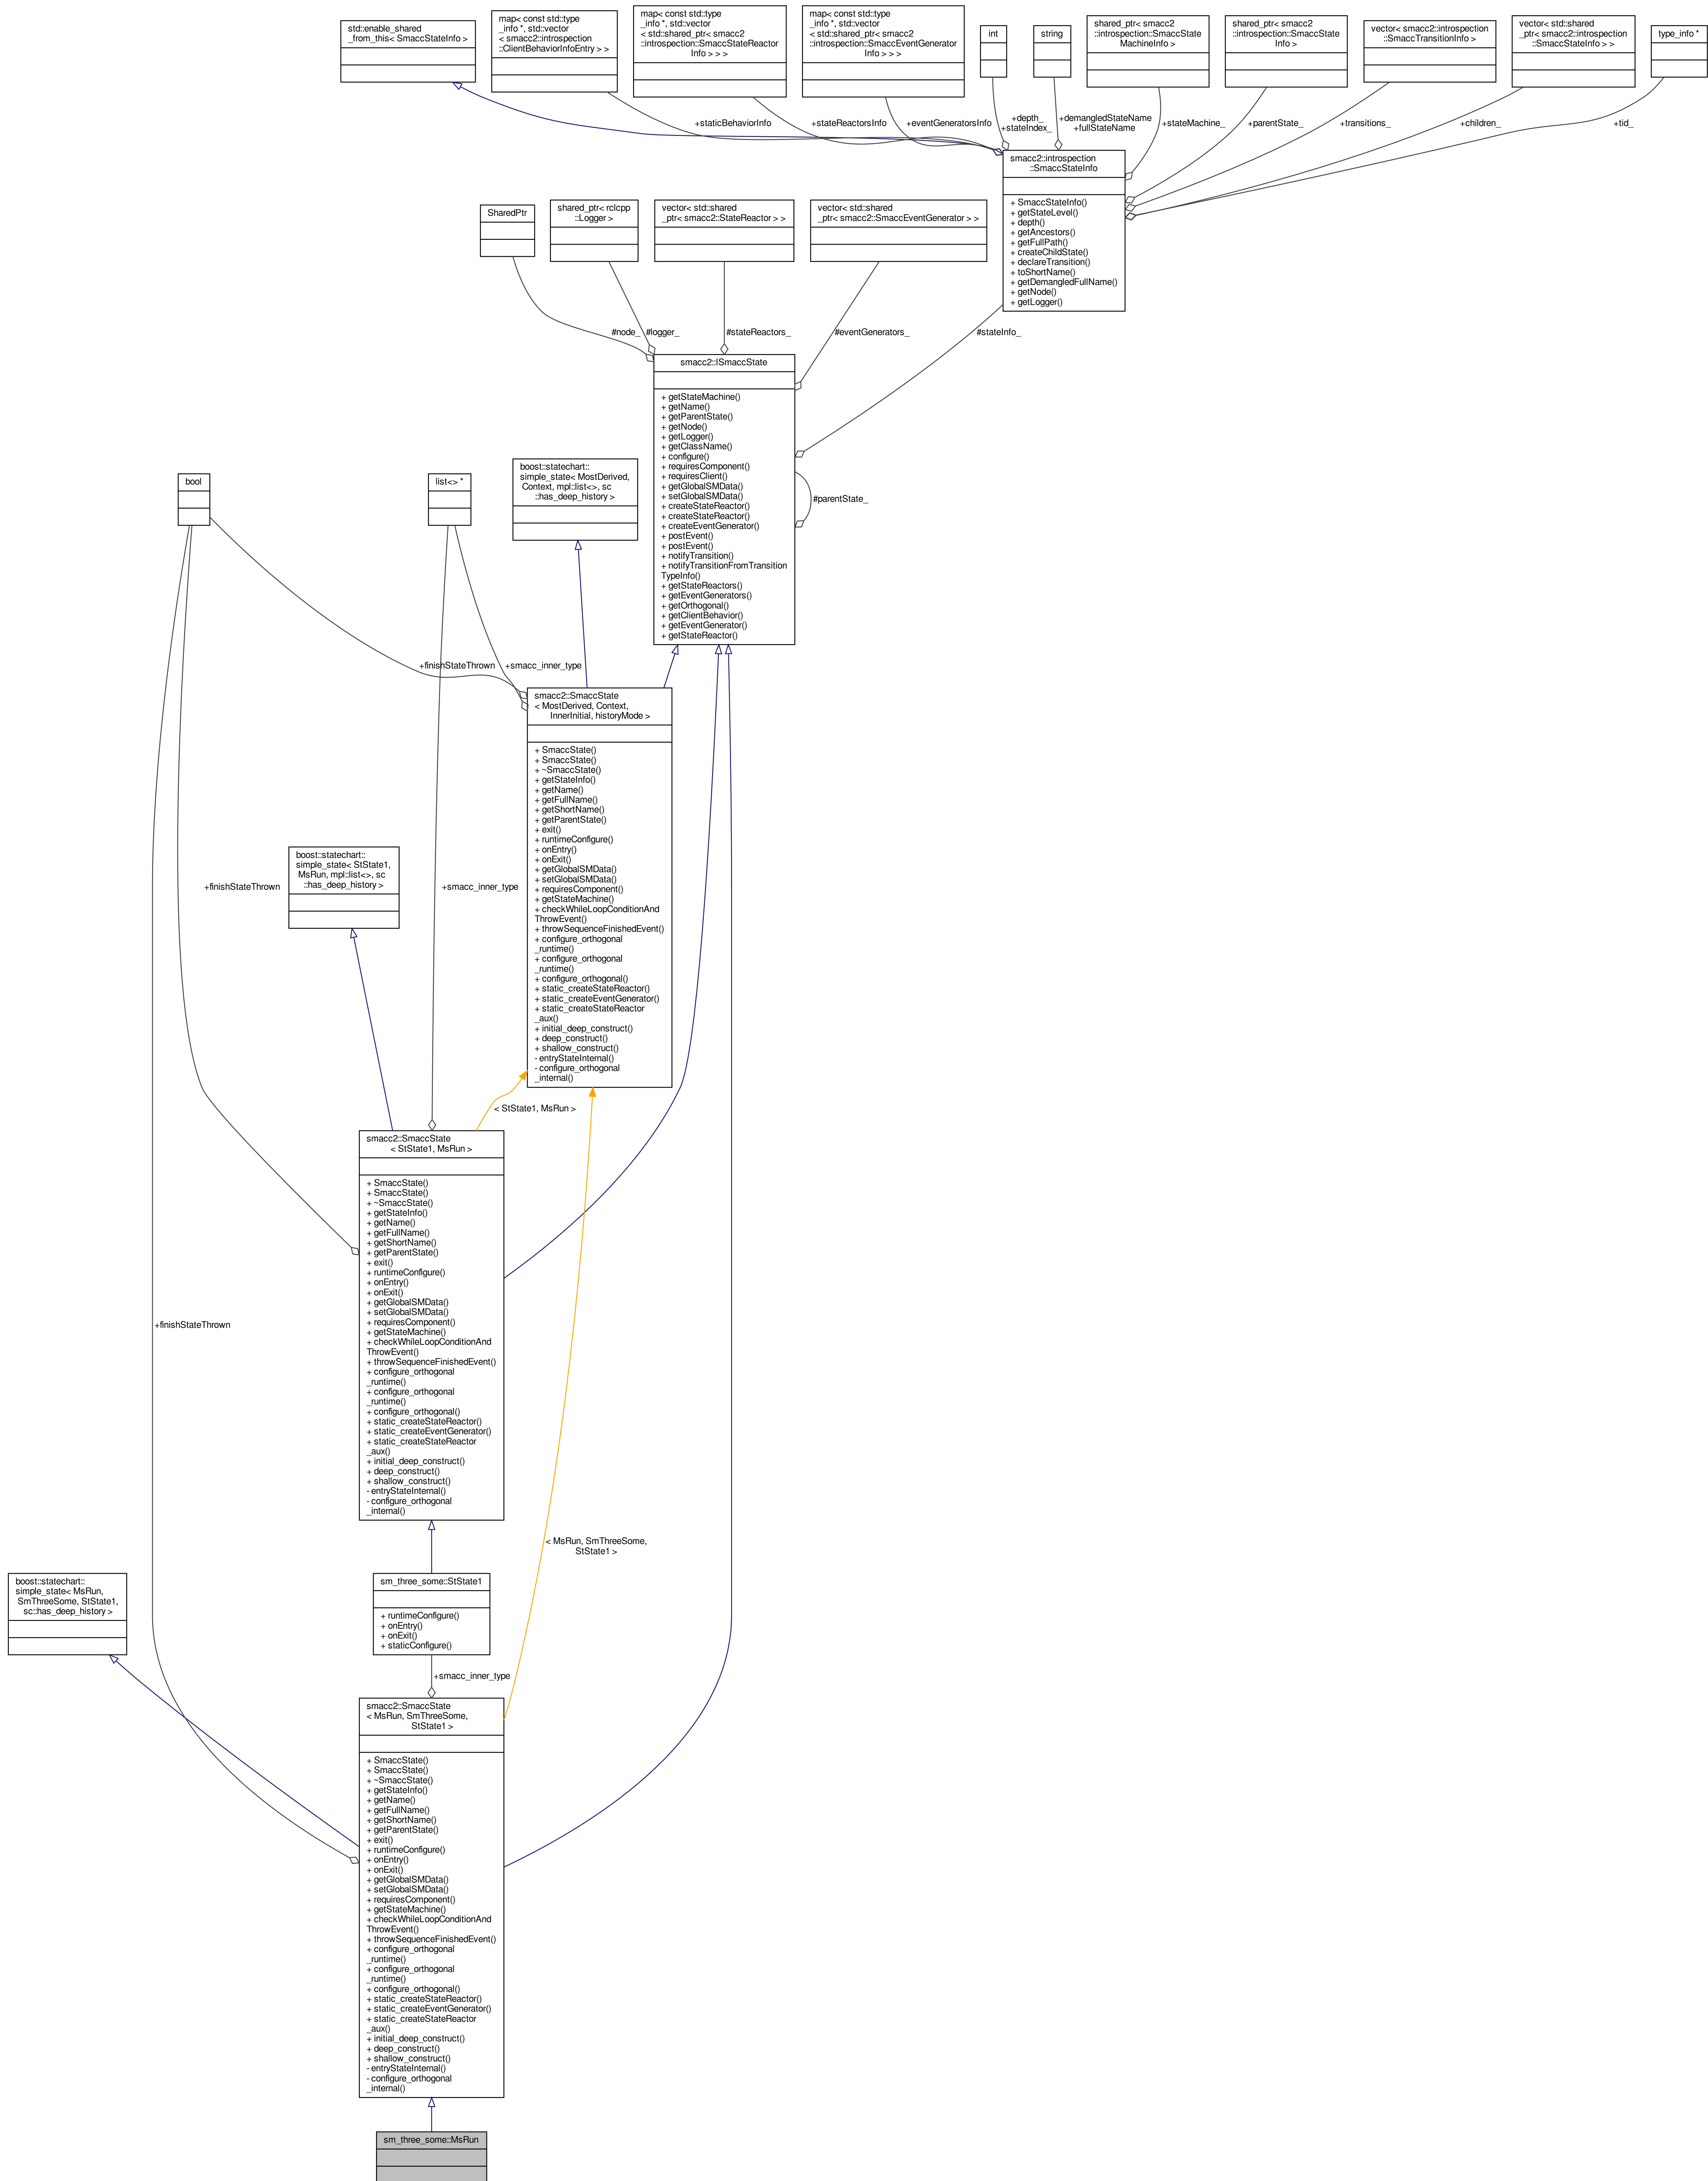 std::enable_shared
_from_this< SmaccStateInfo >
map< const std::type
_info *, std::vector
< smacc2::introspection
::ClientBehaviorInfoEntry > >
map< const std::type
_info *, std::vector
< std::shared_ptr< smacc2
::introspection::SmaccStateReactor
Info > > >
map< const std::type
_info *, std::vector
< std::shared_ptr< smacc2
::introspection::SmaccEventGenerator
Info > > >
int
string
shared_ptr< smacc2
::introspection::SmaccState
MachineInfo >
shared_ptr< smacc2
::introspection::SmaccState
Info >
vector< smacc2::introspection
::SmaccTransitionInfo >
vector< std::shared
_ptr< smacc2::introspection
::SmaccStateInfo > >
type_info *
+staticBehaviorInfo
+stateReactorsInfo
+eventGeneratorsInfo
+depth_
+stateIndex_
+demangledStateName
+fullStateName
+stateMachine_
+parentState_
+transitions_
+children_
+tid_
smacc2::introspection
::SmaccStateInfo
+ SmaccStateInfo()
+ getStateLevel()
+ depth()
+ getAncestors()
+ getFullPath()
+ createChildState()
+ declareTransition()
+ toShortName()
+ getDemangledFullName()
+ getNode()
+ getLogger()
SharedPtr
shared_ptr< rclcpp
::Logger >
vector< std::shared
_ptr< smacc2::StateReactor > >
vector< std::shared
_ptr< smacc2::SmaccEventGenerator > >
#node_
#logger_
#stateReactors_
#eventGenerators_
#stateInfo_
smacc2::ISmaccState
+ getStateMachine()
+ getName()
+ getParentState()
+ getNode()
+ getLogger()
+ getClassName()
+ configure()
+ requiresComponent()
+ requiresClient()
+ getGlobalSMData()
+ setGlobalSMData()
+ createStateReactor()
+ createStateReactor()
+ createEventGenerator()
+ postEvent()
+ postEvent()
+ notifyTransition()
+ notifyTransitionFromTransition
TypeInfo()
+ getStateReactors()
+ getEventGenerators()
+ getOrthogonal()
+ getClientBehavior()
+ getEventGenerator()
+ getStateReactor()
#parentState_
bool
list<> *
boost::statechart::
simple_state< MostDerived,
Context, mpl::list<>, sc
::has_deep_history >
+finishStateThrown
+smacc_inner_type
smacc2::SmaccState
< MostDerived, Context,
InnerInitial, historyMode >
+ SmaccState()
+ SmaccState()
+ ~SmaccState()
+ getStateInfo()
+ getName()
+ getFullName()
+ getShortName()
+ getParentState()
+ exit()
+ runtimeConfigure()
+ onEntry()
+ onExit()
+ getGlobalSMData()
+ setGlobalSMData()
+ requiresComponent()
+ getStateMachine()
+ checkWhileLoopConditionAnd
ThrowEvent()
+ throwSequenceFinishedEvent()
+ configure_orthogonal
_runtime()
+ configure_orthogonal
_runtime()
+ configure_orthogonal()
+ static_createStateReactor()
+ static_createEventGenerator()
+ static_createStateReactor
_aux()
+ initial_deep_construct()
+ deep_construct()
+ shallow_construct()
- entryStateInternal()
- configure_orthogonal
_internal()
boost::statechart::
simple_state< StState1,
MsRun, mpl::list<>, sc
::has_deep_history >
+finishStateThrown
+smacc_inner_type
< StState1, MsRun >
smacc2::SmaccState
< StState1, MsRun >
+ SmaccState()
+ SmaccState()
+ ~SmaccState()
+ getStateInfo()
+ getName()
+ getFullName()
+ getShortName()
+ getParentState()
+ exit()
+ runtimeConfigure()
+ onEntry()
+ onExit()
+ getGlobalSMData()
+ setGlobalSMData()
+ requiresComponent()
+ getStateMachine()
+ checkWhileLoopConditionAnd
ThrowEvent()
+ throwSequenceFinishedEvent()
+ configure_orthogonal
_runtime()
+ configure_orthogonal
_runtime()
+ configure_orthogonal()
+ static_createStateReactor()
+ static_createEventGenerator()
+ static_createStateReactor
_aux()
+ initial_deep_construct()
+ deep_construct()
+ shallow_construct()
- entryStateInternal()
- configure_orthogonal
_internal()
+finishStateThrown
< MsRun, SmThreeSome,
StState1 >
boost::statechart::
simple_state< MsRun,
SmThreeSome, StState1,
sc::has_deep_history >
sm_three_some::StState1
+ runtimeConfigure()
+ onEntry()
+ onExit()
+ staticConfigure()
+smacc_inner_type
smacc2::SmaccState
< MsRun, SmThreeSome,
StState1 >
+ SmaccState()
+ SmaccState()
+ ~SmaccState()
+ getStateInfo()
+ getName()
+ getFullName()
+ getShortName()
+ getParentState()
+ exit()
+ runtimeConfigure()
+ onEntry()
+ onExit()
+ getGlobalSMData()
+ setGlobalSMData()
+ requiresComponent()
+ getStateMachine()
+ checkWhileLoopConditionAnd
ThrowEvent()
+ throwSequenceFinishedEvent()
+ configure_orthogonal
_runtime()
+ configure_orthogonal
_runtime()
+ configure_orthogonal()
+ static_createStateReactor()
+ static_createEventGenerator()
+ static_createStateReactor
_aux()
+ initial_deep_construct()
+ deep_construct()
+ shallow_construct()
- entryStateInternal()
- configure_orthogonal
_internal()
sm_three_some::MsRun